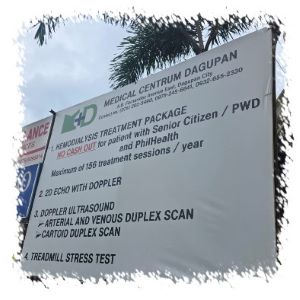 MEDICAL CENTRUM DAGUPAN
Dagupan City
1. HEMODIALYSIS TREATMENT PACKAGE
NO CASH OUT for patient with Senior Citizen / PWD
and PhilHealth
Maximum of 156 treatment sessions / year
2. 2D ECHO WITH DOPPLER
3. DOPPLER ULTRASOUND
ARTERIAL AND VENOUS DUPLEX SCAN
CARTOID DUPLEX SCAN
4. TREADMILL STRESS TEST